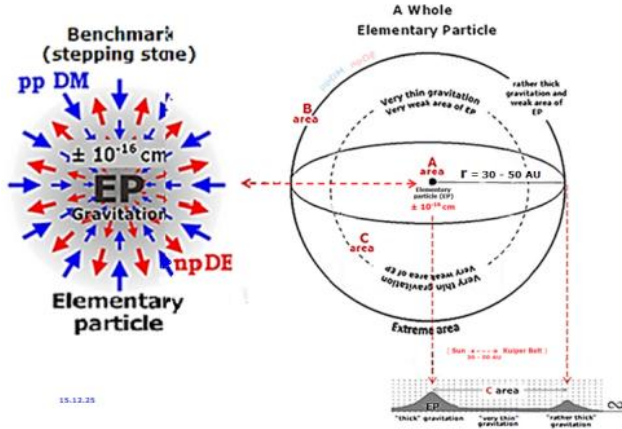 Benchmark
(stepping stone)
pp DM
± 10⁻¹⁶ cm
EP
Gravitation
npDE
Elementary
particle
15.12.25
A Whole
Elementary Particle
ppDM npDE
B
area
Very thin gravitation
Very weak area of EP
rather thick
gravitation and
weak area of
EP
A
area
r = 30 - 50 AU
Elementary
particle (EP)
± 10⁻¹⁶ cm
C
area
Very thin gravitation
Very weak area of EP
Extreme area
( Sun Kuiper Belt )
30 - 50 AU
C area
EP
"thick" gravitation
"very thin"
gravitation
"rather thick"
gravitation